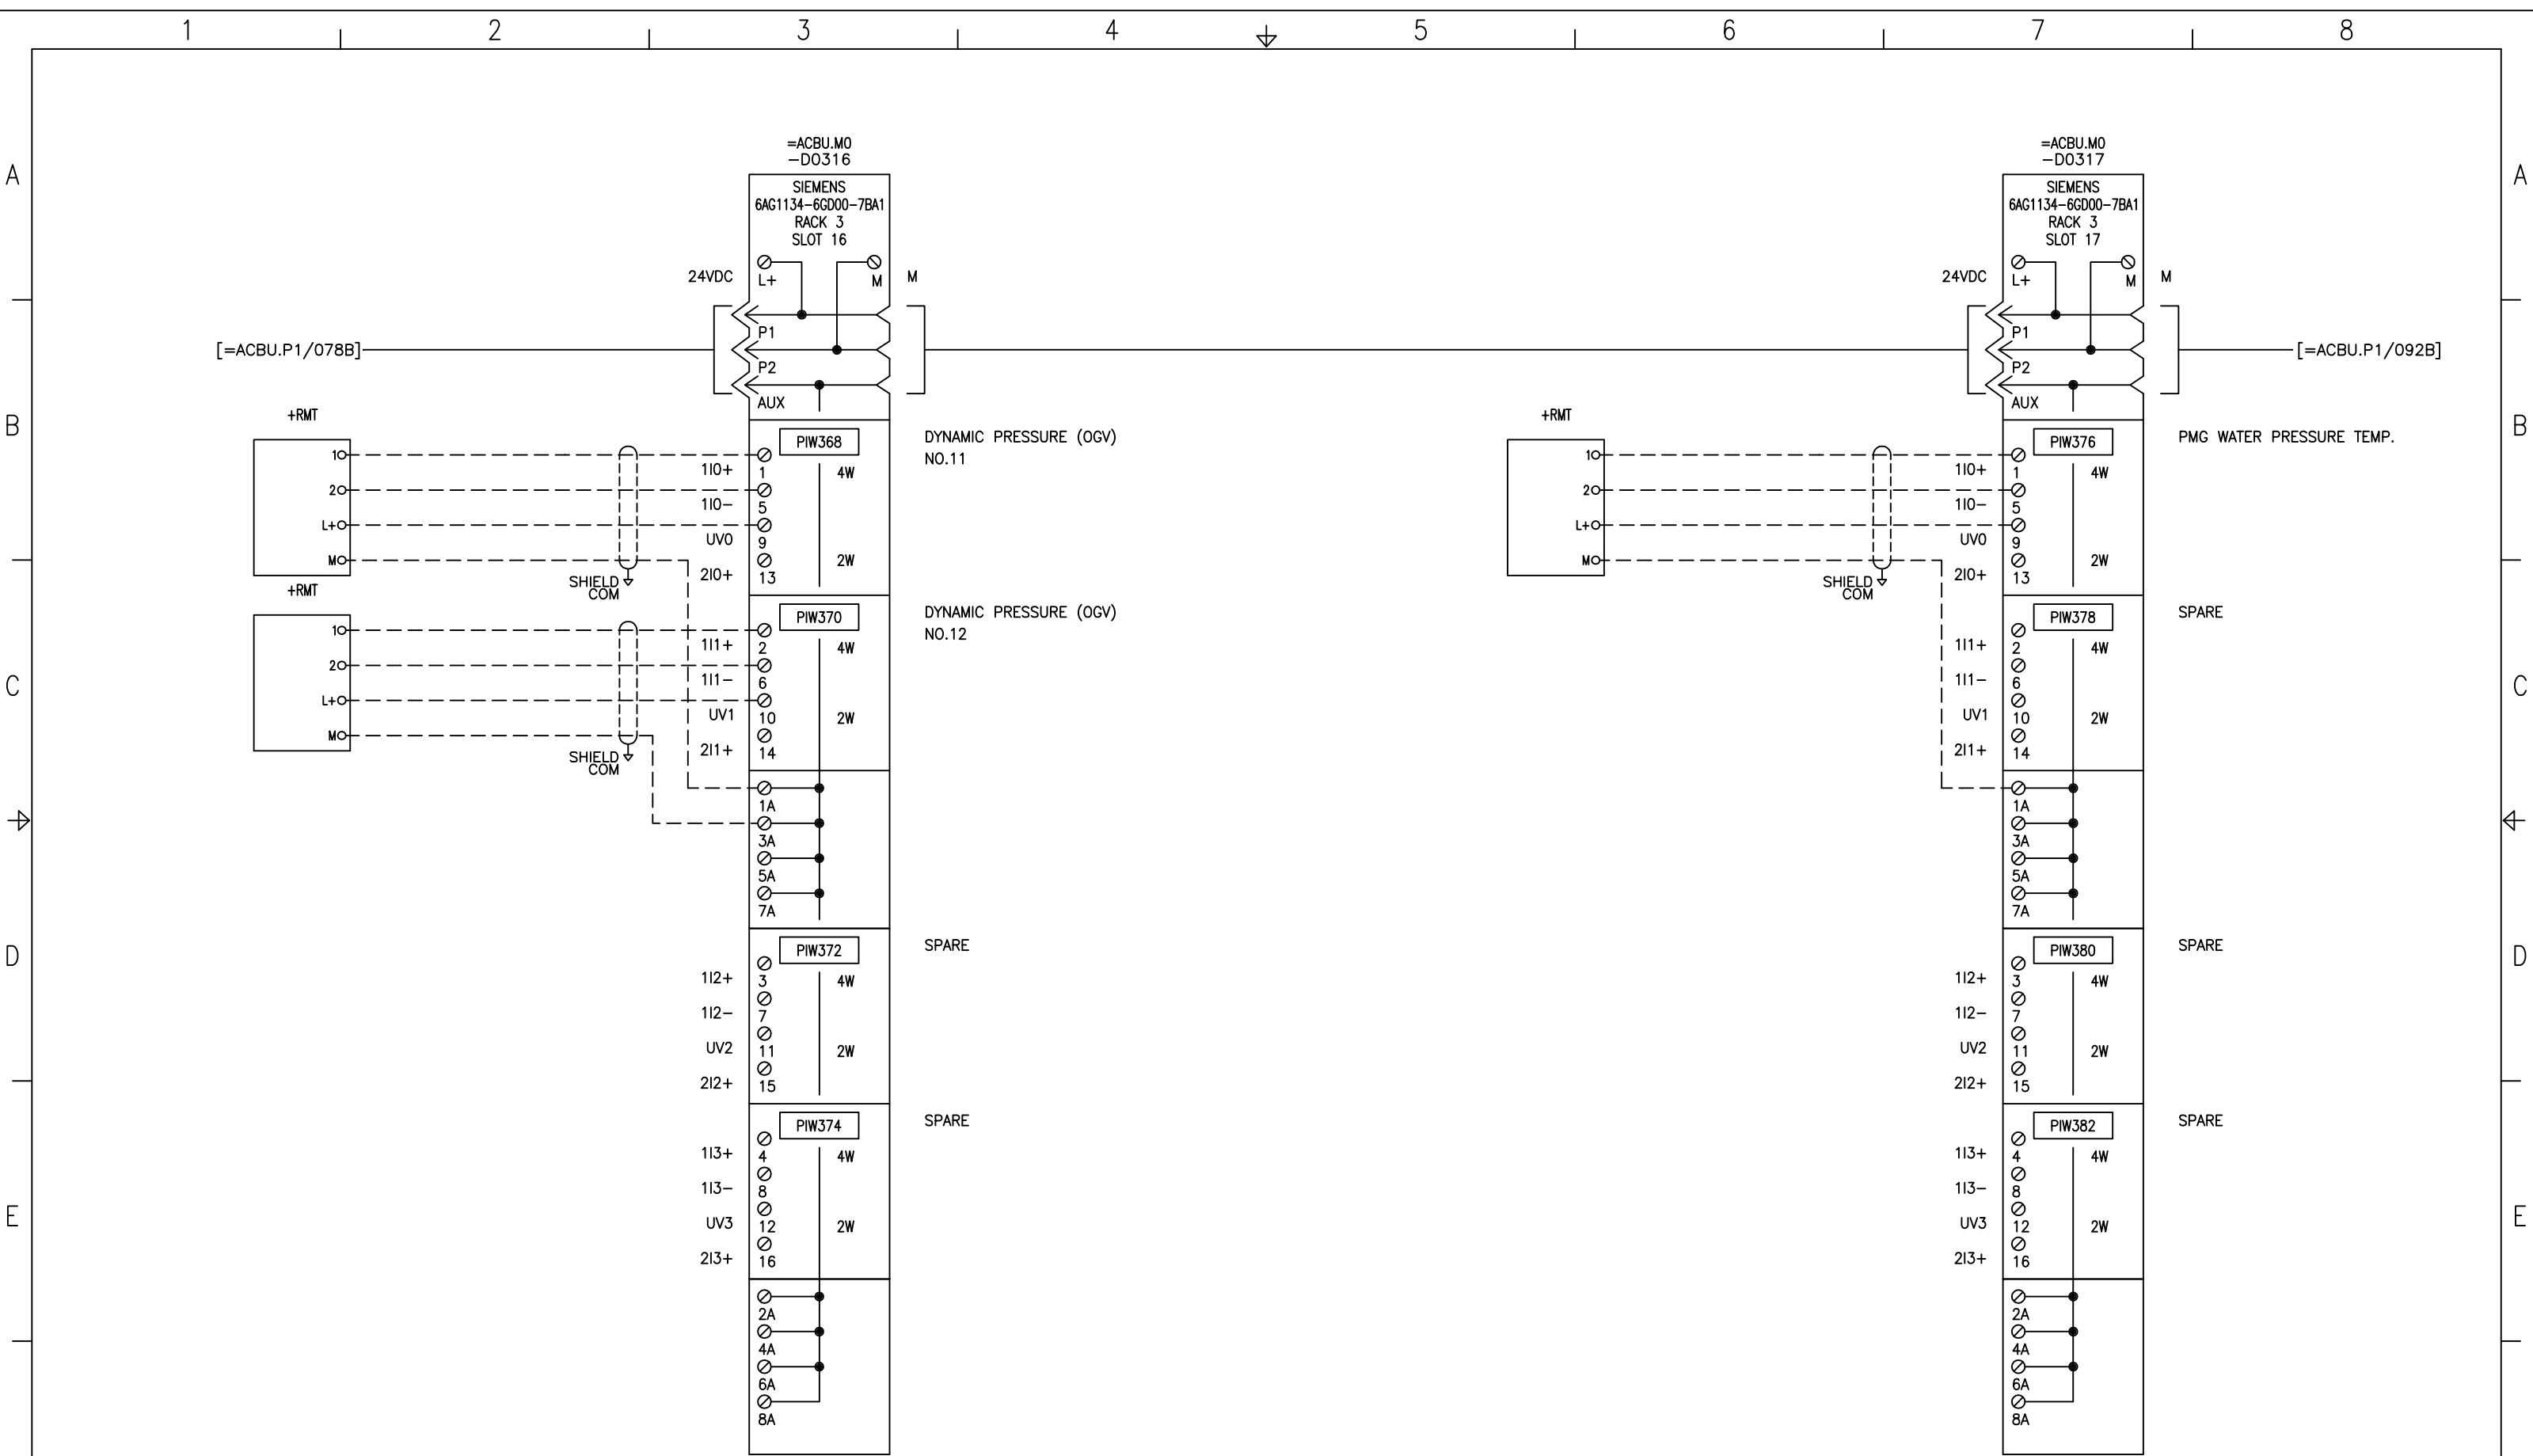 1 2 3 4 5 6 7 8
A
A
B
B
C
C
D
D
E
E
=ACBU.M0
-D0316
SIEMENS
6AG1134-6GD00-7BA1
RACK 3
SLOT 16
24VDC
L+
M
M
P1
[=ACBU.P1/078B]
P2
AUX
+RMT
1
2
L+
M
SHIELD
COM
PIW368
DYNAMIC PRESSURE (OGV)
NO.11
1I0+
1
4W
1I0-
5
UV0
9
2W
2I0+
13
+RMT
1
2
L+
M
SHIELD
COM
PIW370
DYNAMIC PRESSURE (OGV)
NO.12
1I1+
2
4W
1I1-
6
UV1
10
2W
2I1+
14
1A
3A
5A
7A
PIW372
SPARE
1I2+
3
4W
1I2-
7
UV2
11
2W
2I2+
15
PIW374
SPARE
1I3+
4
4W
1I3-
8
UV3
12
2W
2I3+
16
2A
4A
6A
8A
=ACBU.M0
-D0317
SIEMENS
6AG1134-6GD00-7BA1
RACK 3
SLOT 17
24VDC
L+
M
M
P1
P2
[=ACBU.P1/092B]
AUX
+RMT
1
2
L+
M
SHIELD
COM
PIW376
PMG WATER PRESSURE TEMP.
1I0+
1
4W
1I0-
5
UV0
9
2W
2I0+
13
PIW378
SPARE
1I1+
2
4W
1I1-
6
UV1
10
2W
2I1+
14
1A
3A
5A
7A
PIW380
SPARE
1I2+
3
4W
1I2-
7
UV2
11
2W
2I2+
15
PIW382
SPARE
1I3+
4
4W
1I3-
8
UV3
12
2W
2I3+
16
2A
4A
6A
8A